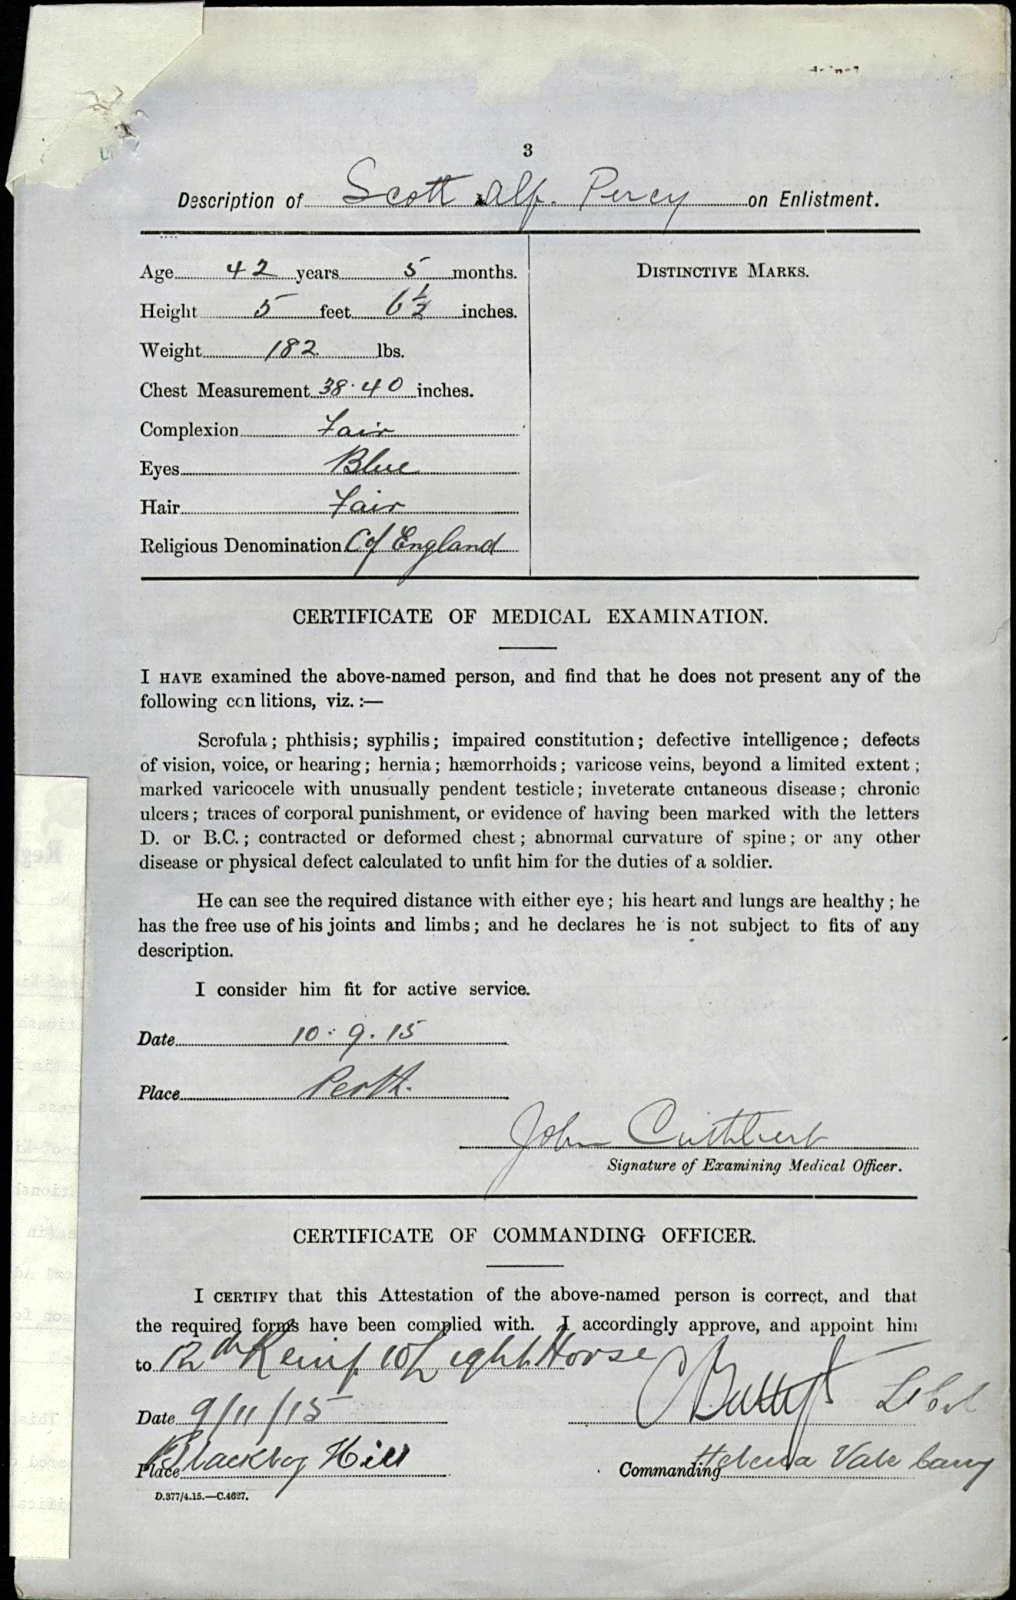 3
Description of Scott Alf. Percy on Enlistment.
Age 42 years 5 months.
Height 5 feet 6½ inches.
Weight 182 lbs.
Chest Measurement 38·40 inches.
Complexion Fair
Eyes Blue
Hair Fair
Religious Denomination C of England
DISTINCTIVE MARKS.
CERTIFICATE OF MEDICAL EXAMINATION.
I HAVE examined the above-named person, and find that he does not present any of the
following con itions, viz. :—
Scrofula; phthisis; syphilis; impaired constitution; defective intelligence; defects
of vision, voice, or hearing; hernia; hæmorrhoids; varicose veins, beyond a limited extent;
marked varicocele with unusually pendent testicle; inveterate cutaneous disease; chronic
ulcers; traces of corporal punishment, or evidence of having been marked with the letters
D. or B.C.; contracted or deformed chest; abnormal curvature of spine; or any other
disease or physical defect calculated to unfit him for the duties of a soldier.
He can see the required distance with either eye; his heart and lungs are healthy; he
has the free use of his joints and limbs; and he declares he is not subject to fits of any
description.
I consider him fit for active service.
Date 10·9·15
Place Perth.
John Cuthbert
Signature of Examining Medical Officer.
CERTIFICATE OF COMMANDING OFFICER.
I CERTIFY that this Attestation of the above-named person is correct, and that
the required forms have been complied with. I accordingly approve, and appoint him
to 12th Reinf 10 Light Horse
Date 9/11/15
Lt Col
Place Blackboy Hill
Commanding Helena Vale Camp
D.377/4.15.—C.4627.